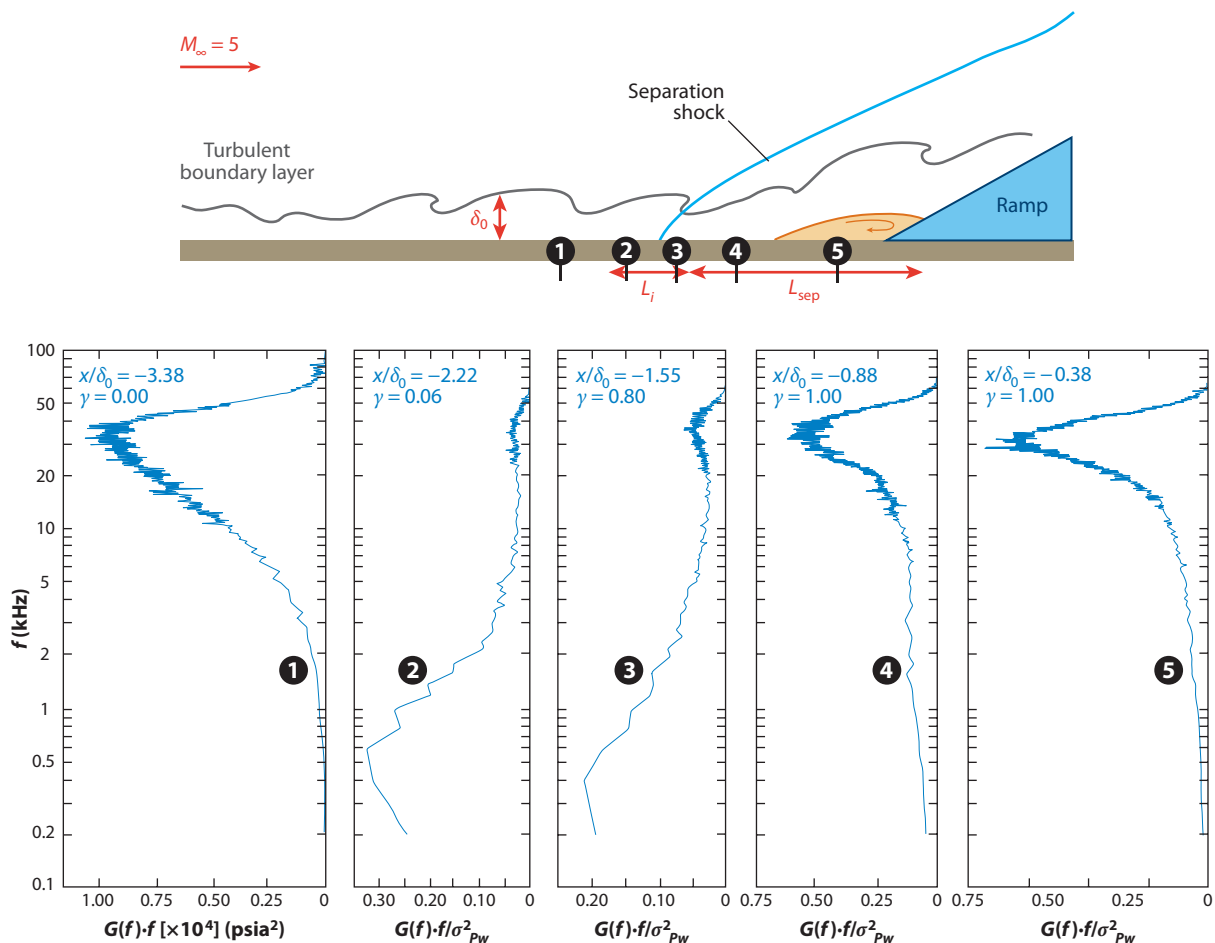 M∞ = 5
Separation
shock
Turbulent
boundary layer
δ0
Ramp
1 2 3 4 5
Li Lsep
100
50
20
10
5
2
1
0.5
0.2
0.1
f (kHz)
x/δ0 = −3.38
γ = 0.00
1
1.00 0.75 0.50 0.25 0
G(f)·f [×10⁴] (psia²)
x/δ0 = −2.22
γ = 0.06
2
0.30 0.20 0.10 0
G(f)·f/σ²Pw
x/δ0 = −1.55
γ = 0.80
3
0.20 0.10 0
G(f)·f/σ²Pw
x/δ0 = −0.88
γ = 1.00
4
0.75 0.50 0.25 0
G(f)·f/σ²Pw
x/δ0 = −0.38
γ = 1.00
5
0.75 0.50 0.25 0
G(f)·f/σ²Pw